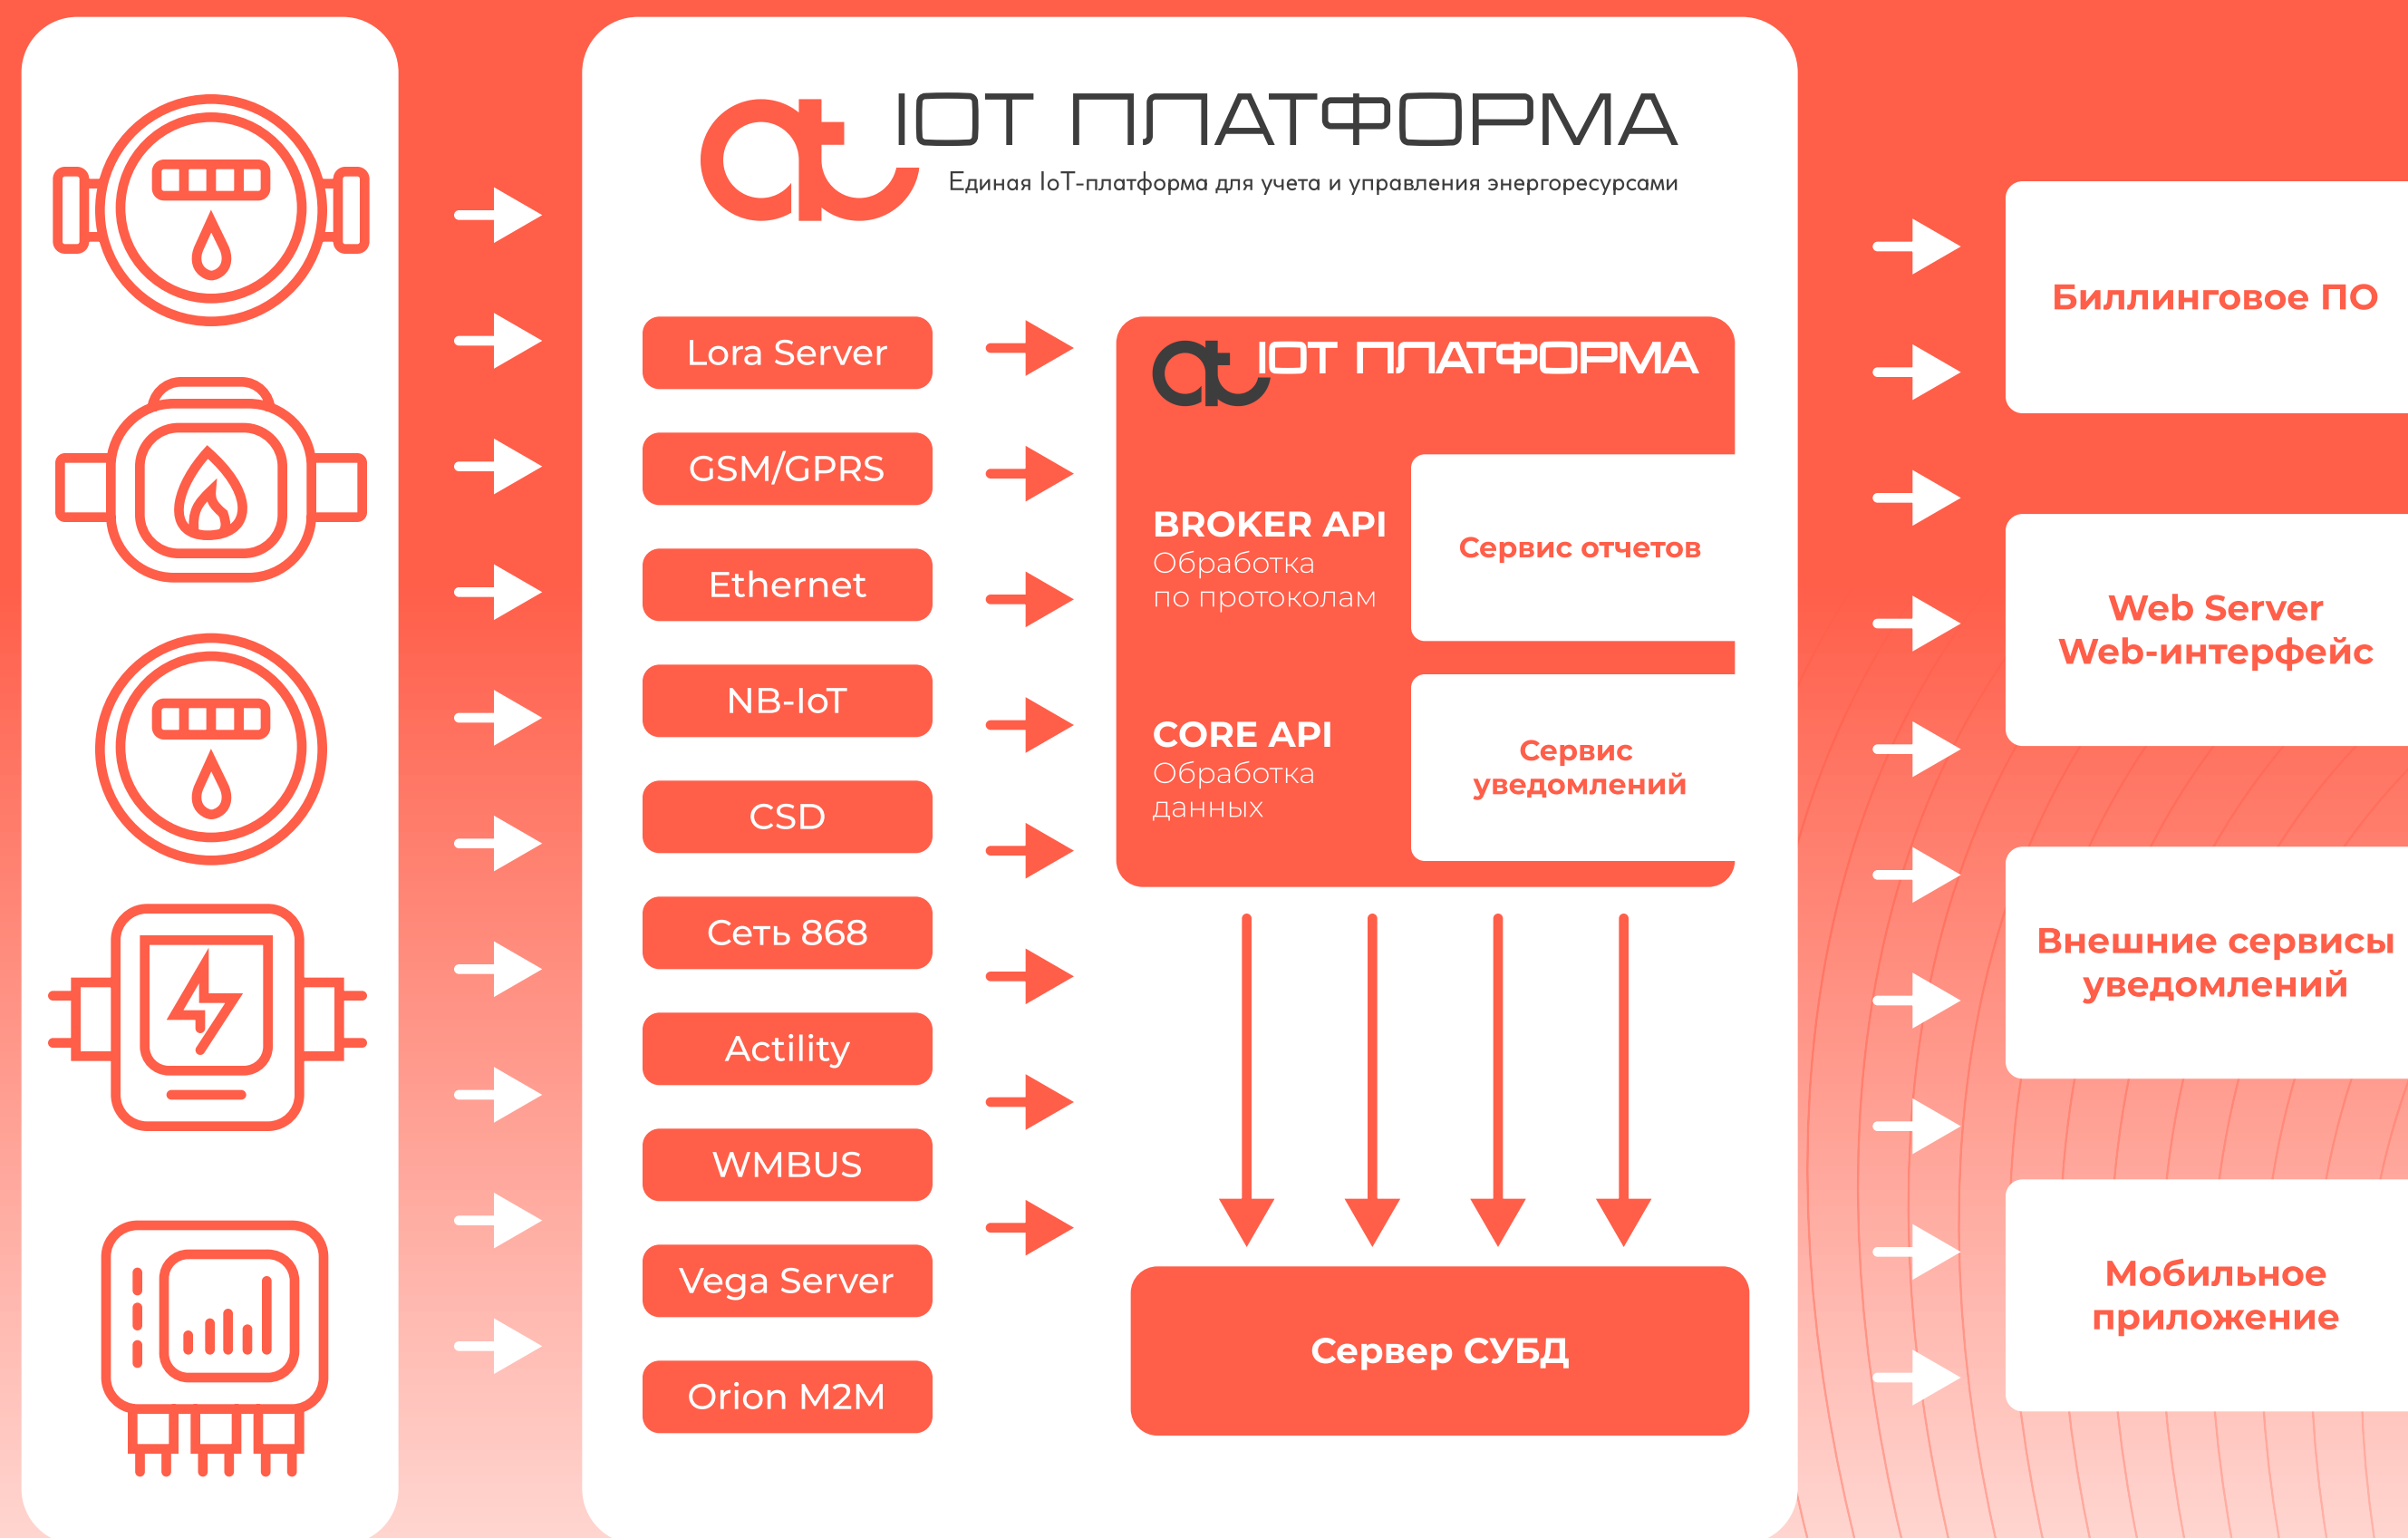 IOT ПЛАТФОРМА
Единая IoT-платформа для учета и управления энергоресурсами
Lora Server
GSM/GPRS
Ethernet
NB-IoT
CSD
Сеть 868
Actility
WMBUS
Vega Server
Orion M2M
IOT ПЛАТФОРМА
BROKER API
Обработка
по протоколам
CORE API
Обработка
данных
Сервис отчетов
Сервис
уведомлений
Сервер СУБД
Биллинговое ПО
Web Server
Web-интерфейс
Внешние сервисы
уведомлений
Мобильное
приложение